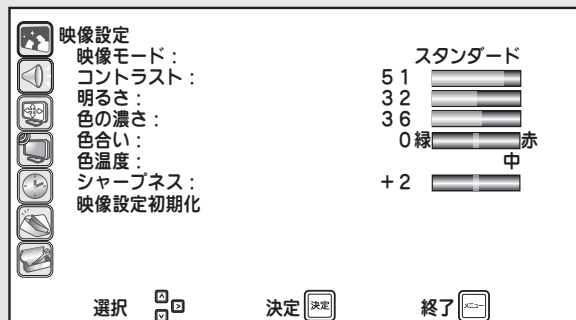 映像設定
映像モード： スタンダード
コントラスト： 51
明るさ： 32
色の濃さ： 36
色合い： 0 緑 赤
色温度： 中
シャープネス： +2
映像設定初期化
選択 決定 決定 終了 メニュー